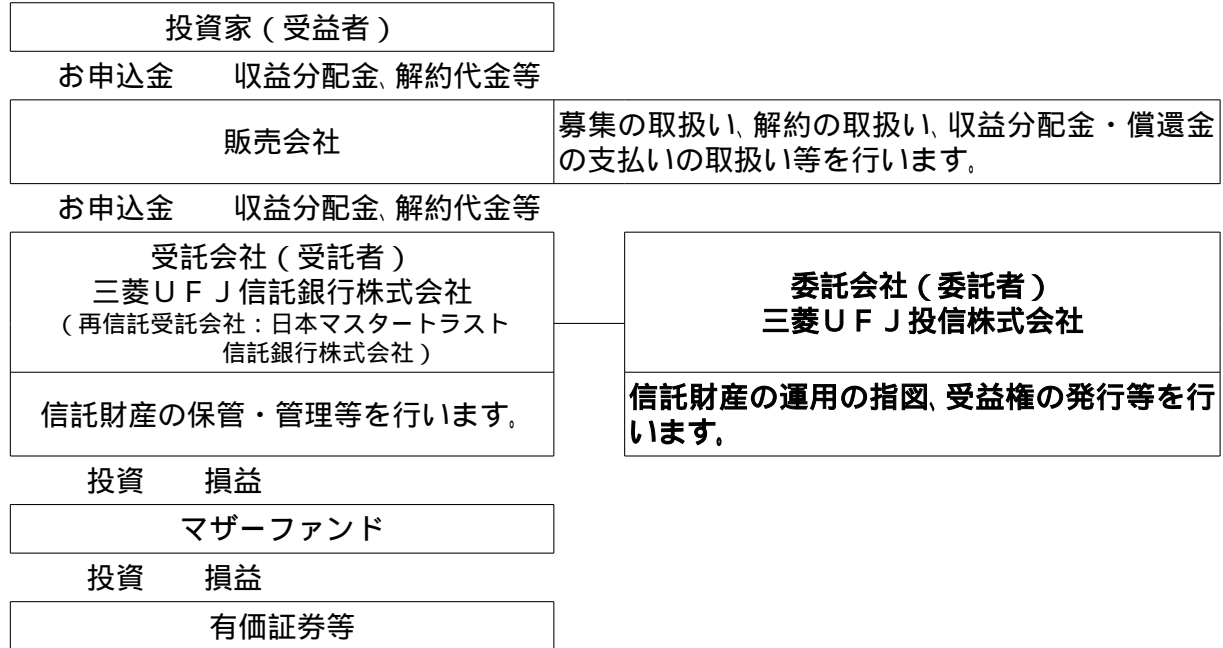 投資家(受益者)
お申込金　収益分配金、解約代金等
販売会社
募集の取扱い、解約の取扱い、収益分配金・償還金
の支払いの取扱い等を行います。
お申込金　収益分配金、解約代金等
受託会社(受託者)
三菱UFJ信託銀行株式会社
(再信託受託会社:日本マスタートラスト
信託銀行株式会社)
委託会社(委託者)
三菱UFJ投信株式会社
信託財産の保管・管理等を行います。
信託財産の運用の指図、受益権の発行等を行
います。
投資　損益
マザーファンド
投資　損益
有価証券等